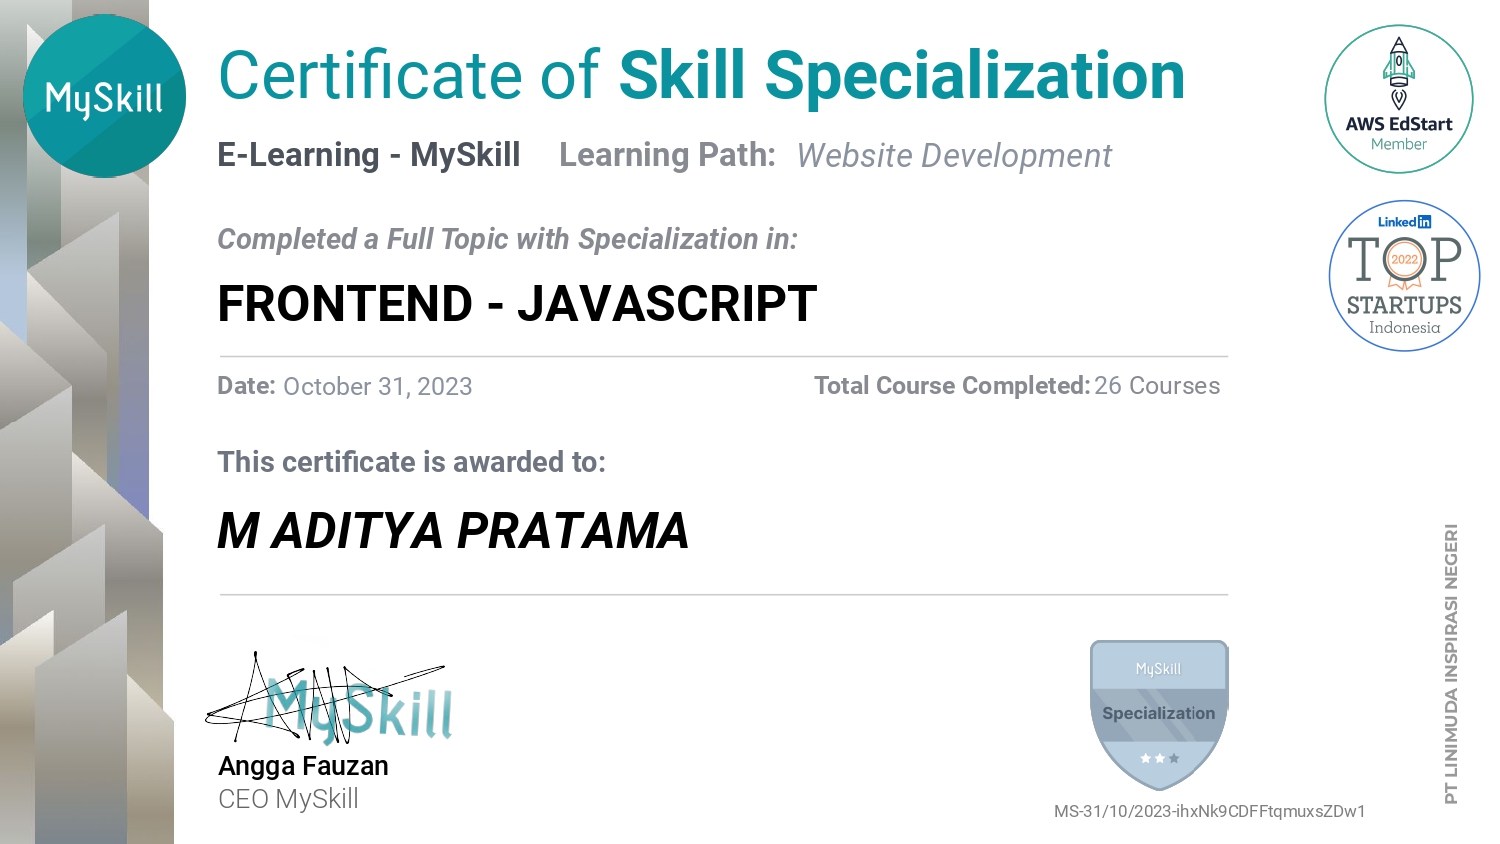 MySkill
Certificate of Skill Specialization
E-Learning - MySkill Learning Path: Website Development
AWS EdStart
Member
Completed a Full Topic with Specialization in:
FRONTEND - JAVASCRIPT
Linked in
TOP
2022
STARTUPS
Indonesia
Date: October 31, 2023
Total Course Completed: 26 Courses
This certificate is awarded to:
M ADITYA PRATAMA
MySkill
Angga Fauzan
CEO MySkill
MySkill
Specialization
MS-31/10/2023-ihxNk9CDFFtqmuxsZDw1
PT LINIMUDA INSPIRASI NEGERI